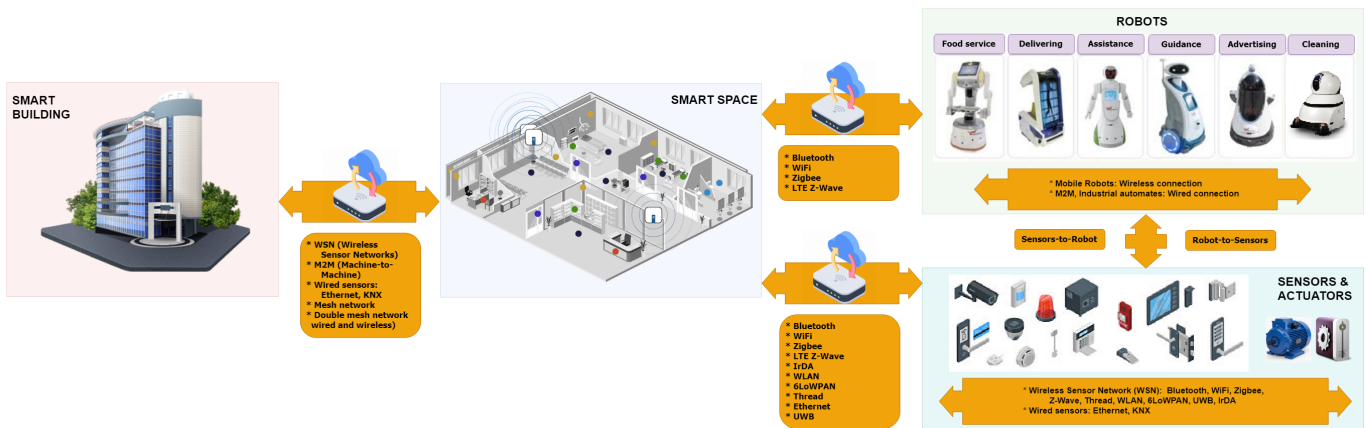 SMART
BUILDING
* WSN (Wireless
Sensor Networks)
* M2M (Machine-to-
Machine)
* Wired sensors:
Ethernet, KNX
* Mesh network
* Double mesh network
wired and wireless)
SMART SPACE
* Bluetooth
* WiFi
* Zigbee
* LTE Z-Wave
* Bluetooth
* WiFi
* Zigbee
* LTE Z-Wave
* IrDA
* WLAN
* 6LoWPAN
* Thread
* Ethernet
* UWB
ROBOTS
Food service
Delivering
Assistance
Guidance
Advertising
Cleaning
* Mobile Robots: Wireless connection
* M2M, Industrial automates: Wired connection
Sensors-to-Robot
Robot-to-Sensors
SENSORS &
ACTUATORS
* Wireless Sensor Network (WSN): Bluetooth, WiFi, Zigbee,
Z-Wave, Thread, WLAN, 6LoWPAN, UWB, IrDA
* Wired sensors: Ethernet, KNX